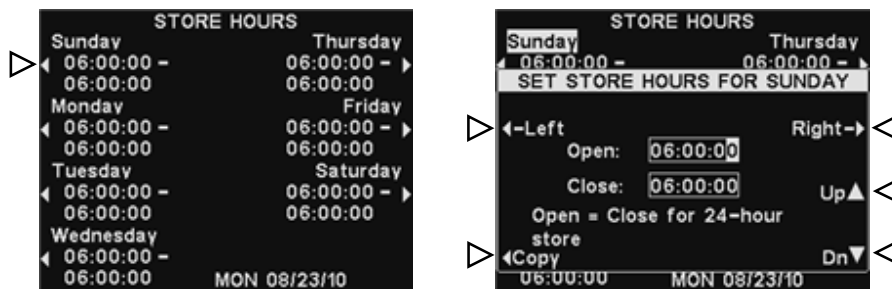 STORE HOURS
Sunday Thursday
06:00:00 - 06:00:00 -
06:00:00 06:00:00
Monday Friday
06:00:00 - 06:00:00 -
06:00:00 06:00:00
Tuesday Saturday
06:00:00 - 06:00:00 -
06:00:00 06:00:00
Wednesday
06:00:00 -
06:00:00 MON 08/23/10
STORE HOURS
Sunday Thursday
06:00:00 - 06:00:00 -
SET STORE HOURS FOR SUNDAY
-Left Right-
Open: 06:00:00
Close: 06:00:00
Up
Open = Close for 24-hour
store
Copy Dn
06:00:00 MON 08/23/10